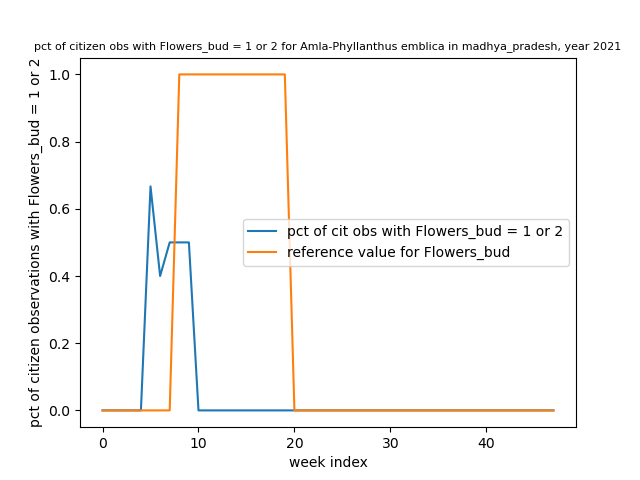 pct of citizen obs with Flowers_bud = 1 or 2 for Amla-Phyllanthus emblica in madhya_pradesh, year 2021
pct of citizen observations with Flowers_bud = 1 or 2
1.0
0.8
0.6
0.4
0.2
0.0
pct of cit obs with Flowers_bud = 1 or 2
reference value for Flowers_bud
0 10 20 30 40
week index